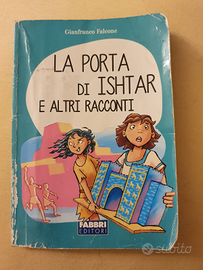 Gianfranco Falcone
LA PORTA
DI ISHTAR
E ALTRI RACCONTI
FABBRI
EDITORI
subito